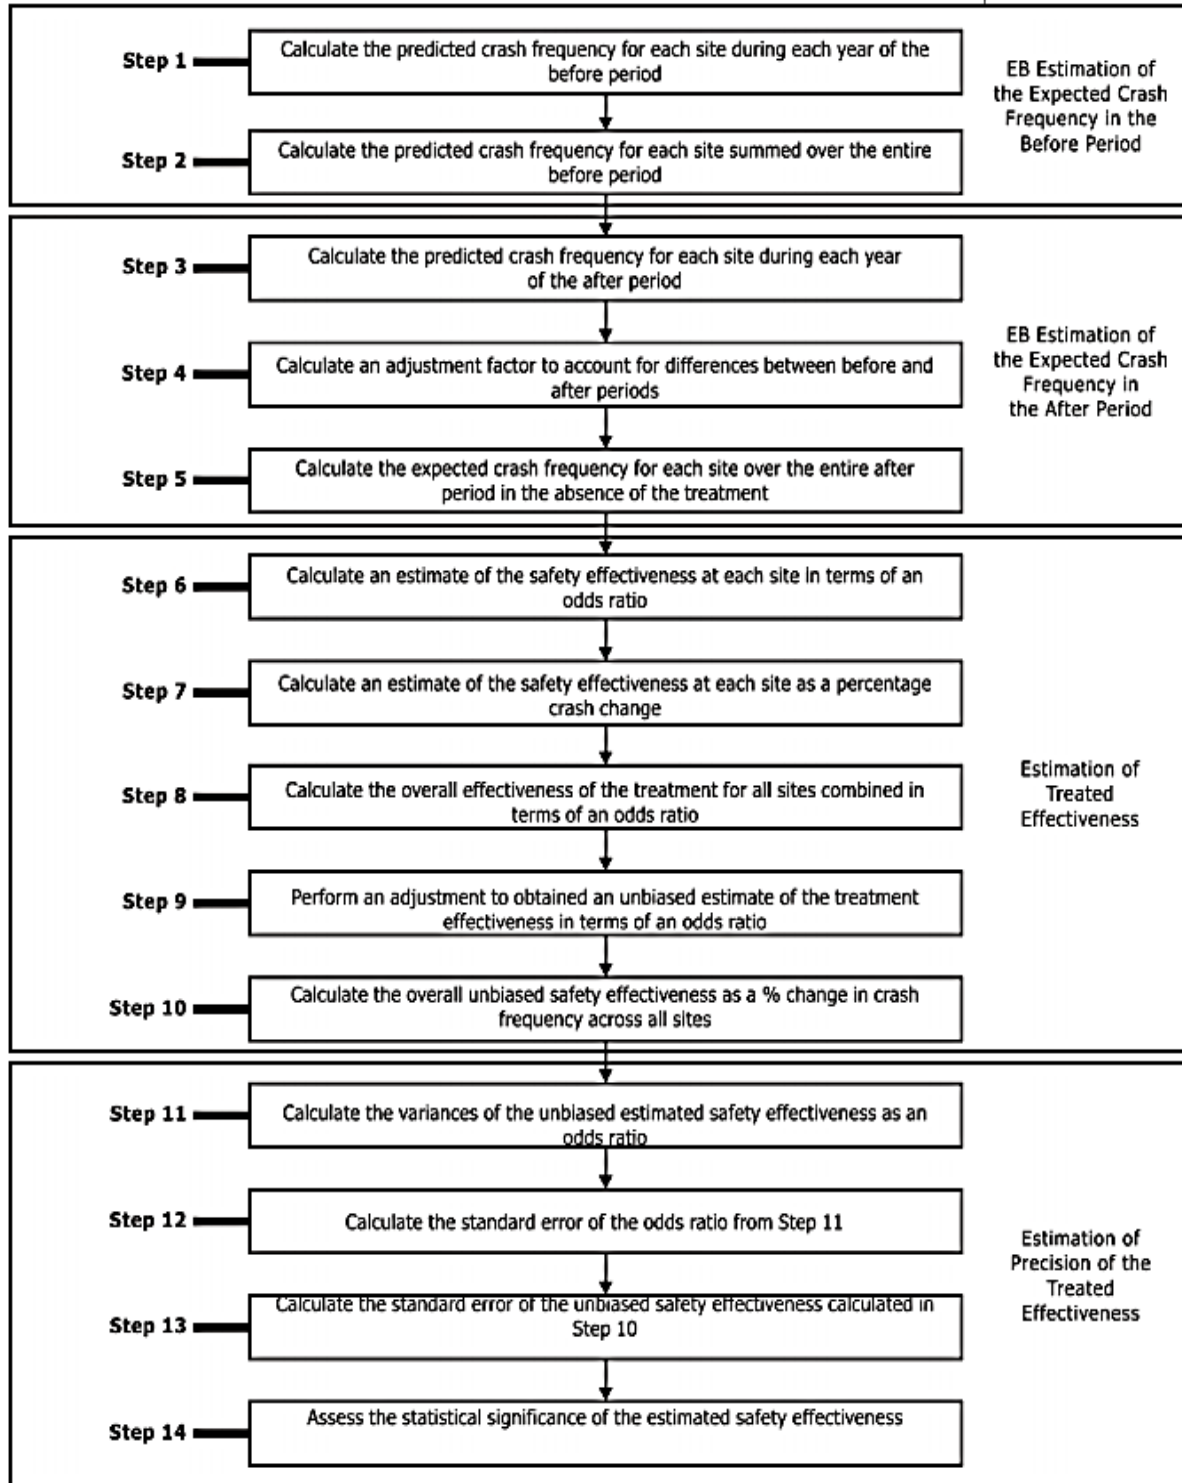 Step 1
Calculate the predicted crash frequency for each site during each year of the
before period
Step 2
Calculate the predicted crash frequency for each site summed over the entire
before period
EB Estimation of
the Expected Crash
Frequency in the
Before Period
Step 3
Calculate the predicted crash frequency for each site during each year
of the after period
Step 4
Calculate an adjustment factor to account for differences between before and
after periods
Step 5
Calculate the expected crash frequency for each site over the entire after
period in the absence of the treatment
EB Estimation of
the Expected Crash
Frequency in
the After Period
Step 6
Calculate an estimate of the safety effectiveness at each site in terms of an
odds ratio
Step 7
Calculate an estimate of the safety effectiveness at each site as a percentage
crash change
Step 8
Calculate the overall effectiveness of the treatment for all sites combined in
terms of an odds ratio
Step 9
Perform an adjustment to obtained an unbiased estimate of the treatment
effectiveness in terms of an odds ratio
Step 10
Calculate the overall unbiased safety effectiveness as a % change in crash
frequency across all sites
Estimation of
Treated
Effectiveness
Step 11
Calculate the variances of the unbiased estimated safety effectiveness as an
odds ratio
Step 12
Calculate the standard error of the odds ratio from Step 11
Step 13
Calculate the standard error of the unbiased safety effectiveness calculated in
Step 10
Step 14
Assess the statistical significance of the estimated safety effectiveness
Estimation of
Precision of the
Treated
Effectiveness